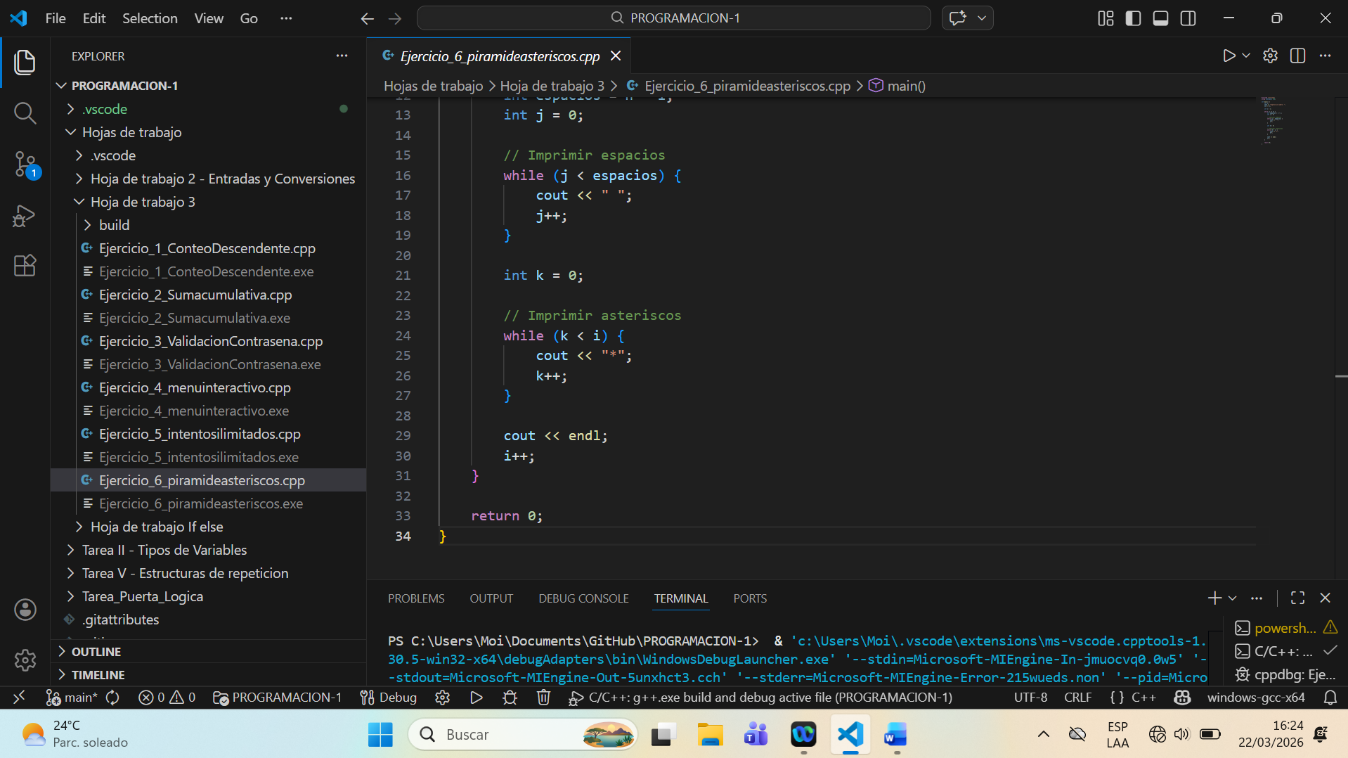 File Edit Selection View Go ···
PROGRAMACION-1
EXPLORER ···
PROGRAMACION-1
.vscode
Hojas de trabajo
.vscode
Hoja de trabajo 2 - Entradas y Conversiones
Hoja de trabajo 3
build
Ejercicio_1_ConteoDescendente.cpp
Ejercicio_1_ConteoDescendente.exe
Ejercicio_2_Sumacumulativa.cpp
Ejercicio_2_Sumacumulativa.exe
Ejercicio_3_ValidacionContrasena.cpp
Ejercicio_3_ValidacionContrasena.exe
Ejercicio_4_menuinteractivo.cpp
Ejercicio_4_menuinteractivo.exe
Ejercicio_5_intentosilimitados.cpp
Ejercicio_5_intentosilimitados.exe
Ejercicio_6_piramideasteriscos.cpp
Ejercicio_6_piramideasteriscos.exe
Hoja de trabajo If else
Tarea II - Tipos de Variables
Tarea V - Estructuras de repeticion
Tarea_Puerta_Logica
.gitattributes
OUTLINE
TIMELINE
1
Ejercicio_6_piramideasteriscos.cpp
Hojas de trabajo > Hoja de trabajo 3 > Ejercicio_6_piramideasteriscos.cpp > main()
13 int j = 0;
14
15 // Imprimir espacios
16 while (j < espacios) {
17 cout << " ";
18 j++;
19 }
20
21 int k = 0;
22
23 // Imprimir asteriscos
24 while (k < i) {
25 cout << "*";
26 k++;
27 }
28
29 cout << endl;
30 i++;
31 }
32
33 return 0;
34 }
PROBLEMS OUTPUT DEBUG CONSOLE TERMINAL PORTS
PS C:\Users\Moi\Documents\GitHub\PROGRAMACION-1> & 'c:\Users\Moi\.vscode\extensions\ms-vscode.cpptools-1.
30.5-win32-x64\debugAdapters\bin\WindowsDebugLauncher.exe' '--stdin=Microsoft-MIEngine-In-jmuocvq0.0w5' '-
-stdout=Microsoft-MIEngine-Out-5unxhct3.cch' '--stderr=Microsoft-MIEngine-Error-215wueds.non' '--pid=Micro
powersh...
C/C++: ...
cppdbg: Eje...
main* 0 0 PROGRAMACION-1 Debug C/C++: g++.exe build and debug active file (PROGRAMACION-1) UTF-8 CRLF {} C++ windows-gcc-x64
24°C
Parc. soleado
Buscar
ESP
LAA
16:24
22/03/2026